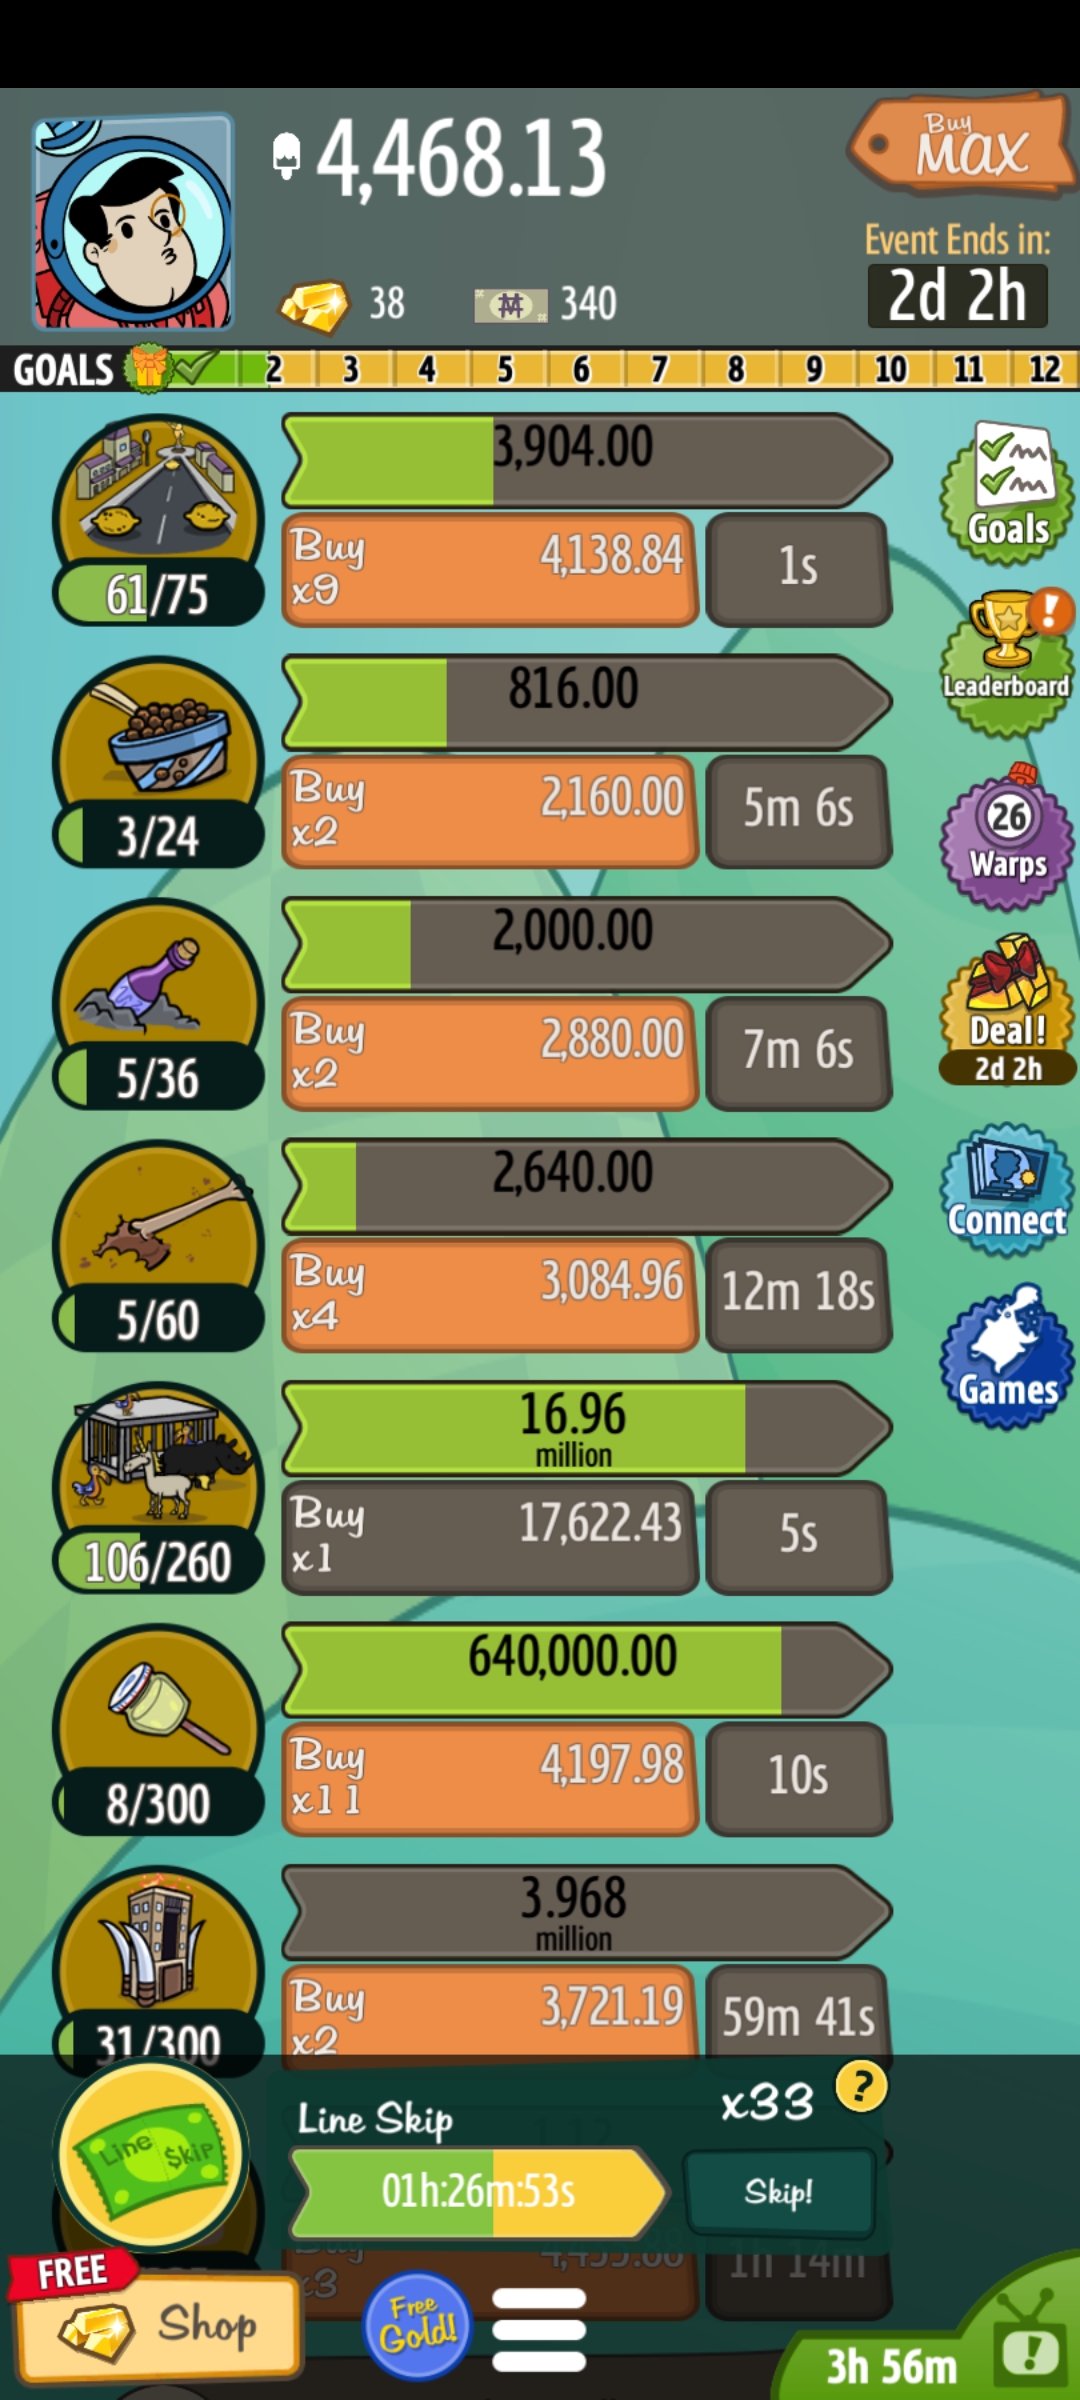 4,468.13
Buy
MAX
Event Ends in:
2d 2h
38
340
GOALS 2 3 4 5 6 7 8 9 10 11 12
3,904.00
Buy
x9
4,138.84
1s
61/75
Goals
816.00
Buy
x2
2,160.00
5m 6s
3/24
Leaderboard
2,000.00
Buy
x2
2,880.00
7m 6s
5/36
26
Warps
2,640.00
Buy
x4
3,084.96
12m 18s
5/60
Deal!
2d 2h
Connect
16.96
million
Buy
x1
17,622.43
5s
106/260
Games
640,000.00
Buy
x11
4,197.98
10s
8/300
3.968
million
Buy
x2
3,721.19
59m 41s
31/300
Line Skip
x33
?
Line $kip
01h:26m:53s
Skip!
Buy
x3
1h 14m
FREE
Shop
Free
Gold!
3h 56m